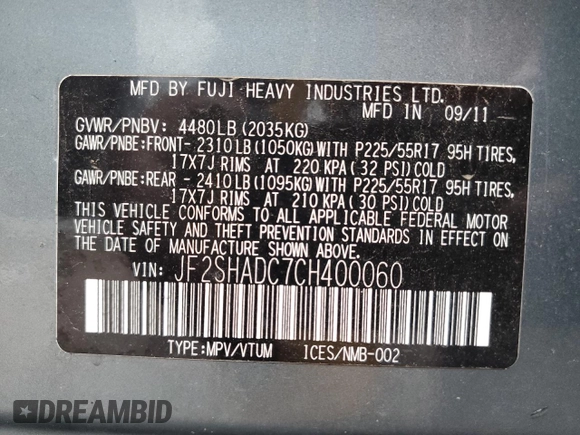 MFD BY FUJI HEAVY INDUSTRIES LTD.
MFD IN 09/11
GVWR/PNBV: 4480LB(2035KG)
GAWR/PNBE:FRONT- 2310LB(1050KG)WITH P225/55R17 95H TIRES,
17X7J RIMS AT 220 KPA( 32 PSI)COLD
GAWR/PNBE:REAR - 2410LB(1095KG)WITH P225/55R17 95H TIRES,
17X7J RIMS AT 210 KPA( 30 PSI)COLD
THIS VEHICLE CONFORMS TO ALL APPLICABLE FEDERAL MOTOR
VEHICLE SAFETY AND THEFT PREVENTION STANDARDS IN
EFFECT ON THE DATE OF MANUFACTURE SHOWN ABOVE.
VIN: JF2SHADC7CH400060
TYPE:MPV/VTUM ICES/NMB-002
DREAMBID